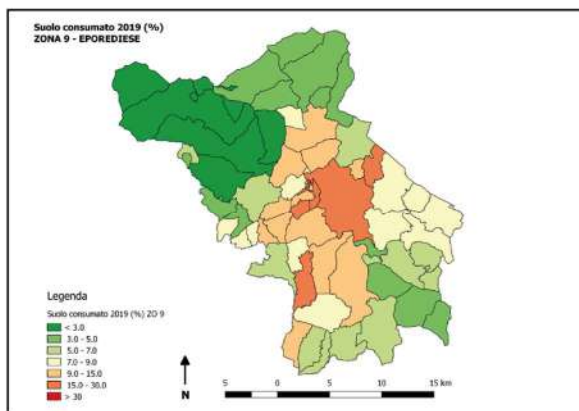 Suolo consumato 2019 (%)
ZONA 9 - EPOREDIESE
Legenda
Suolo consumato 2019 (%) ZO 9
< 3.0
3.0 - 5.0
5.0 - 7.0
7.0 - 9.0
9.0 - 15.0
15.0 - 30.0
> 30
N
5 0 5 10 15 km